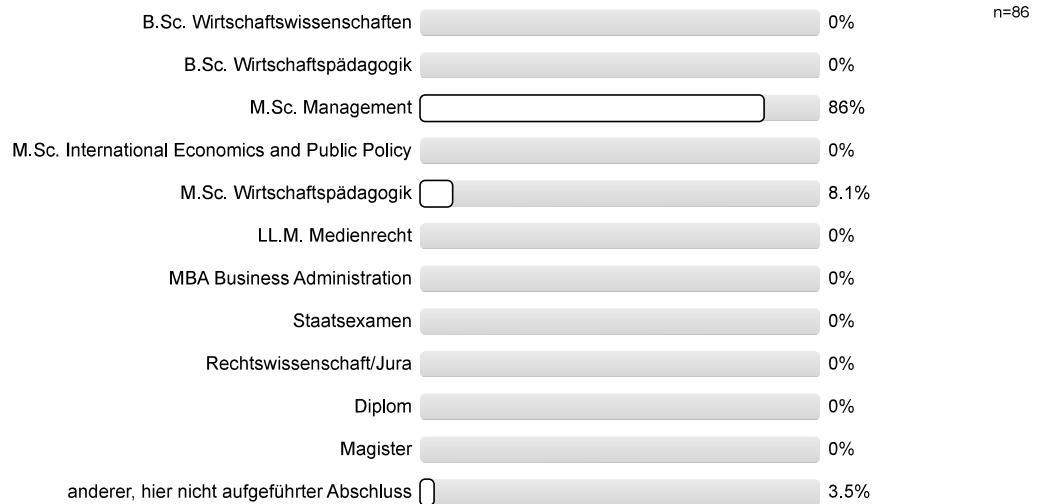 B.Sc. Wirtschaftswissenschaften 0% n=86
B.Sc. Wirtschaftspädagogik 0%
M.Sc. Management 86%
M.Sc. International Economics and Public Policy 0%
M.Sc. Wirtschaftspädagogik 8.1%
LL.M. Medienrecht 0%
MBA Business Administration 0%
Staatsexamen 0%
Rechtswissenschaft/Jura 0%
Diplom 0%
Magister 0%
anderer, hier nicht aufgeführter Abschluss 3.5%